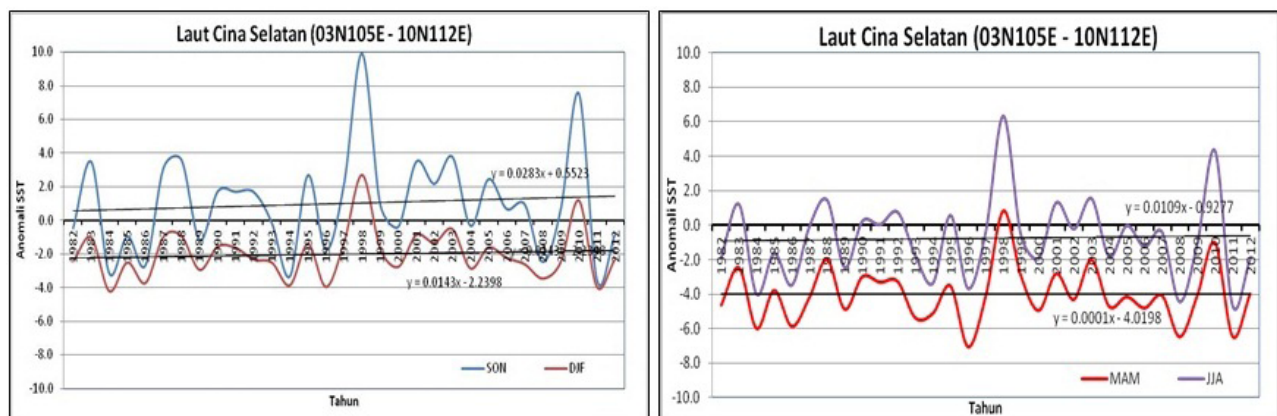 Laut Cina Selatan (03N105E - 10N112E)
10.0
8.0
6.0
4.0
2.0
0.0
-2.0
-4.0
-6.0
-8.0
-10.0
Anomali SST
y = 0.0283x + 0.5523
1982 1983 1984 1985 1986 1987 1988 1989 1990 1991 1992 1993 1994 1995 1996 1997 1998 1999 2000 2001 2002 2003 2004 2005 2006 2007 2008 2009 2010 2011 2012
y = 0.0143x - 2.2398
SON DJF
Tahun
Laut Cina Selatan (03N105E - 10N112E)
10.0
8.0
6.0
4.0
2.0
0.0
-2.0
-4.0
-6.0
-8.0
-10.0
Anomali SST
y = 0.0109x - 0.9277
1982 1983 1984 1985 1986 1987 1988 1989 1990 1991 1992 1993 1994 1995 1996 1997 1998 1999 2000 2001 2002 2003 2004 2005 2006 2007 2008 2009 2010 2011 2012
y = 0.0001x - 4.0198
MAM JJA
Tahun